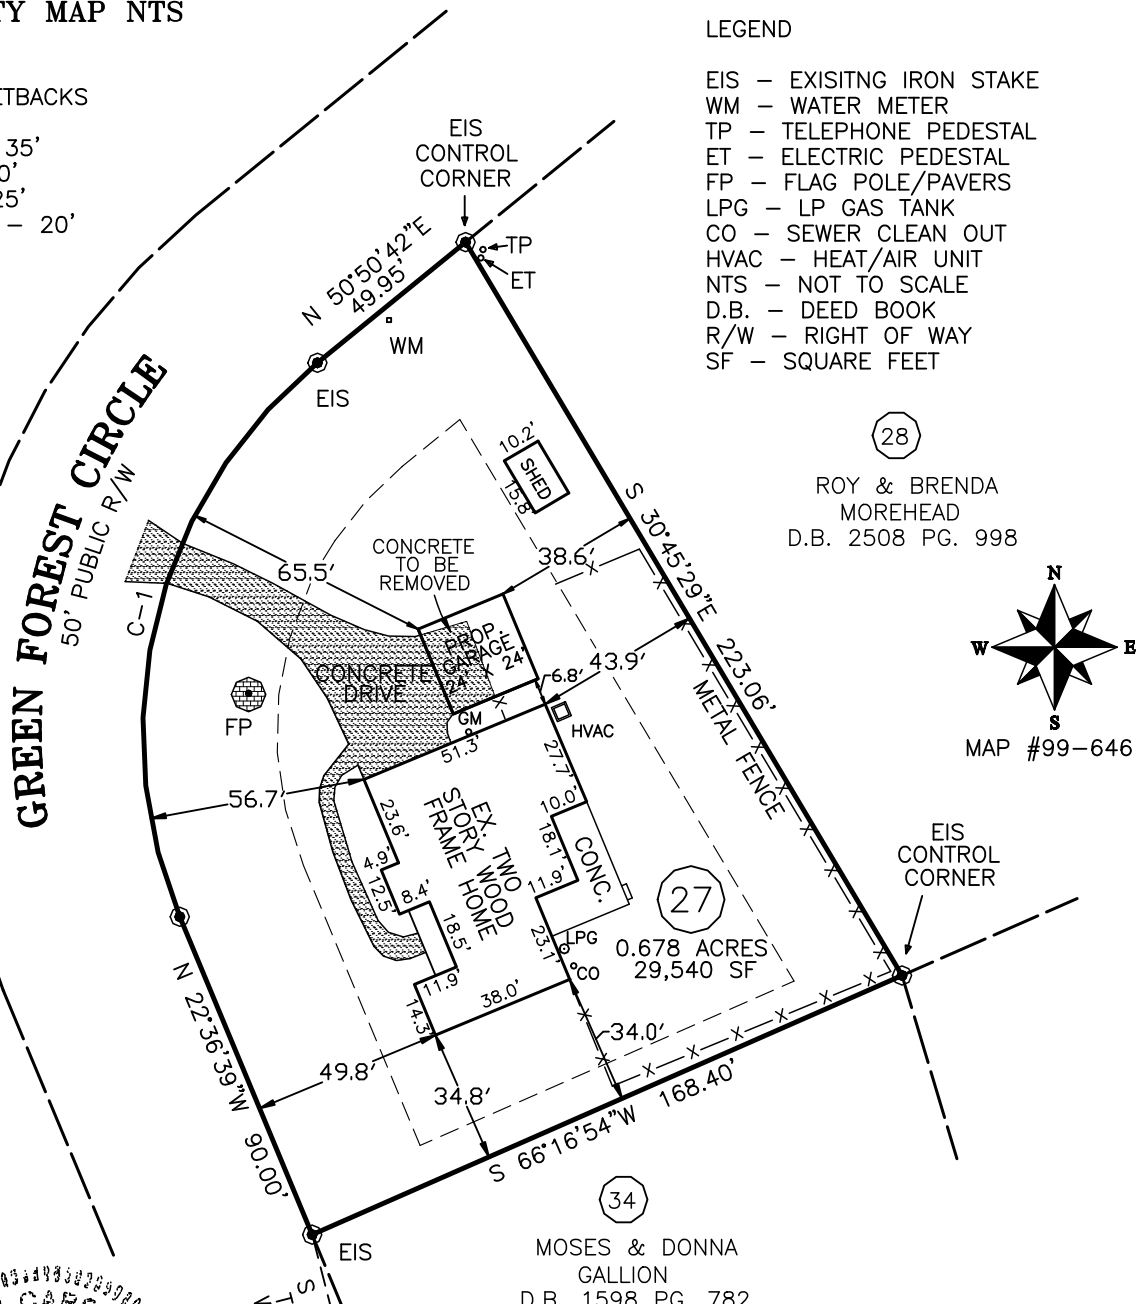 TY MAP NTS
ETBACKS
35'
0'
25'
- 20'
LEGEND
EIS - EXISITNG IRON STAKE
WM - WATER METER
TP - TELEPHONE PEDESTAL
ET - ELECTRIC PEDESTAL
FP - FLAG POLE/PAVERS
LPG - LP GAS TANK
CO - SEWER CLEAN OUT
HVAC - HEAT/AIR UNIT
NTS - NOT TO SCALE
D.B. - DEED BOOK
R/W - RIGHT OF WAY
SF - SQUARE FEET
EIS
CONTROL
CORNER
TP
ET
N 50°50'42"E
49.95'
WM
EIS
GREEN FOREST CIRCLE
50' PUBLIC R/W
C-1
28
ROY & BRENDA
MOREHEAD
D.B. 2508 PG. 998
10.2'
SHED
15.8'
S 30°45'29"E 223.06'
65.5'
CONCRETE
TO BE
REMOVED
38.6'
PROP.
GARAGE
24' X 24'
CONCRETE
DRIVE
6.8'
43.9'
METAL FENCE
FP
GM
HVAC
51.3'
27.7'
56.7'
N
W
E
S
MAP #99-646
23.6'
EX. TWO
STORY WOOD
FRAME HOME
10.0'
18.1'
CONC.
4.9'
12.5'
8.4'
11.9'
18.5'
23.1'
LPG
CO
27
0.678 ACRES
29,540 SF
EIS
CONTROL
CORNER
11.9'
14.3'
38.0'
34.0'
N 22°36'39"W 90.00'
49.8'
34.8'
S 66°16'54"W 168.40'
EIS
34
MOSES & DONNA
GALLION
D.B. 1598 PG. 782